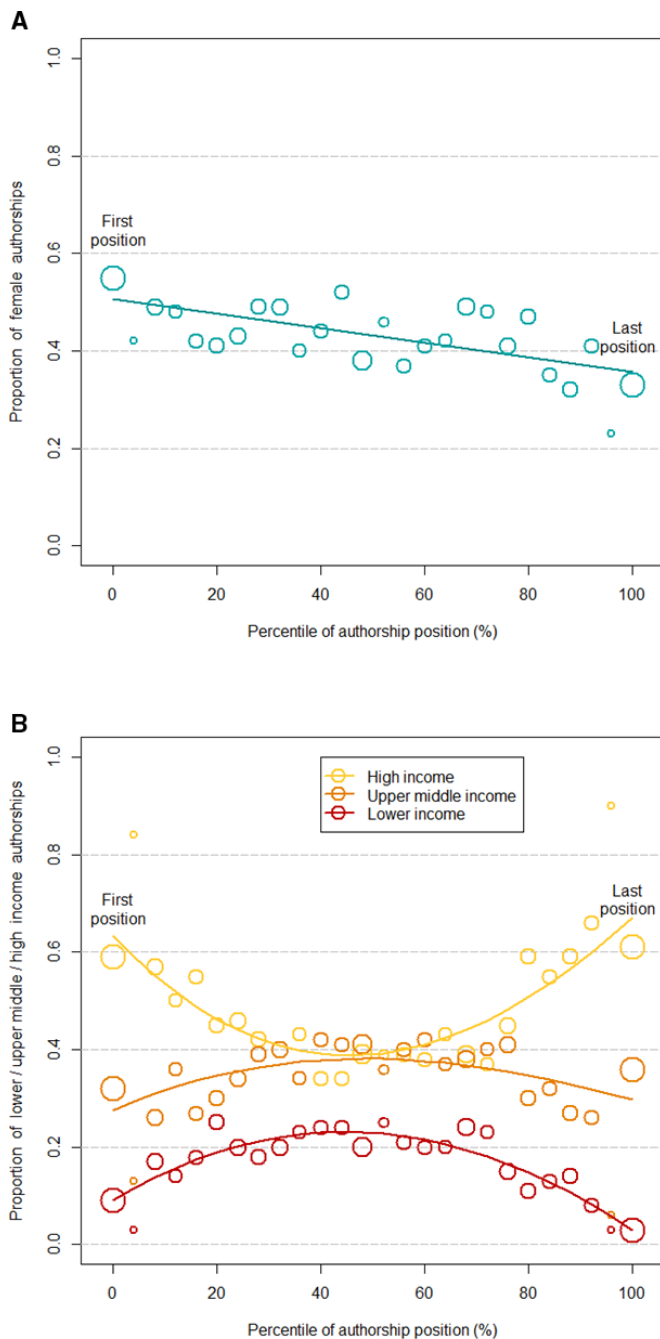 A
Proportion of female authorships
1.0
0.8
0.6
0.4
0.2
0.0
First
position
Last
position
0 20 40 60 80 100
Percentile of authorship position (%)
B
Proportion of lower / upper middle / high income authorships
1.0
0.8
0.6
0.4
0.2
0.0
High income
Upper middle income
Lower income
First
position
Last
position
0 20 40 60 80 100
Percentile of authorship position (%)